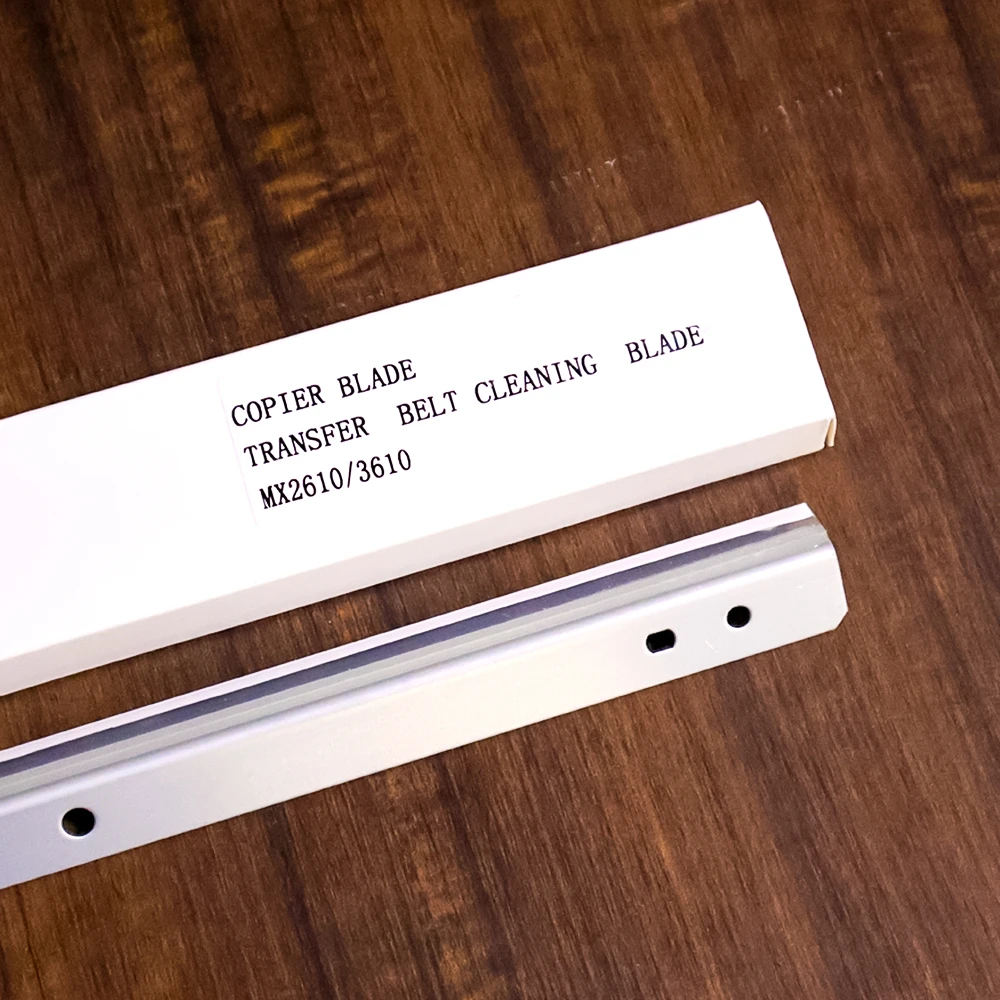 COPIER BLADE
TRANSFER BELT CLEANING BLADE
MX2610/3610